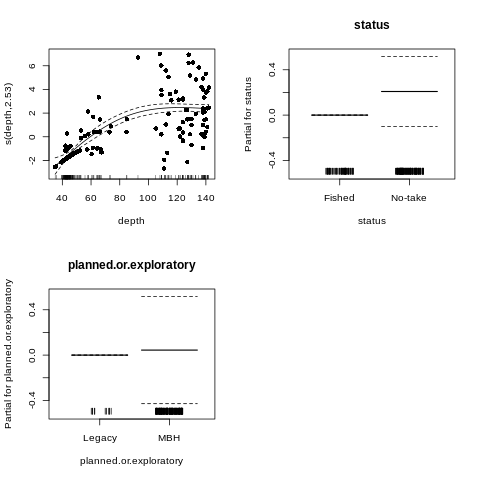 status
s(depth,2.53)
6
4
2
0
-2
40 60 80 100 120 140
depth
Partial for status
0.4
0.0
-0.4
Fished No-take
status
planned.or.exploratory
Partial for planned.or.exploratory
0.4
0.0
-0.4
Legacy MBH
planned.or.exploratory